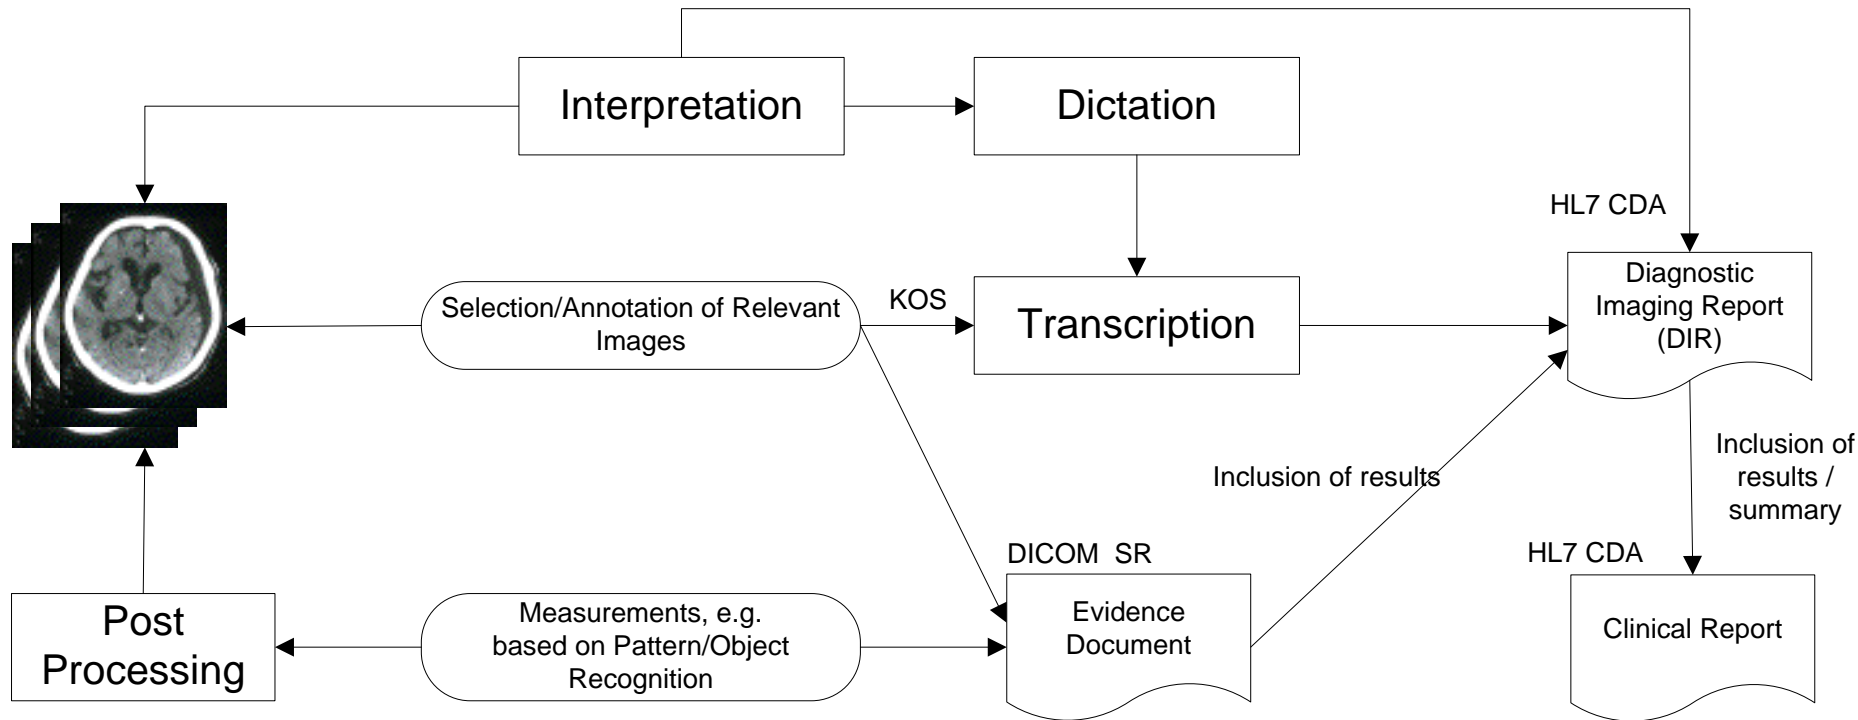 Interpretation
Dictation
HL7 CDA
Diagnostic
Imaging Report
(DIR)
Selection/Annotation of Relevant
Images
KOS
Transcription
Inclusion of
results /
summary
Inclusion of results
DICOM  SR
HL7 CDA
Post
Processing
Measurements, e.g.
based on Pattern/Object
Recognition
Evidence
Document
Clinical Report